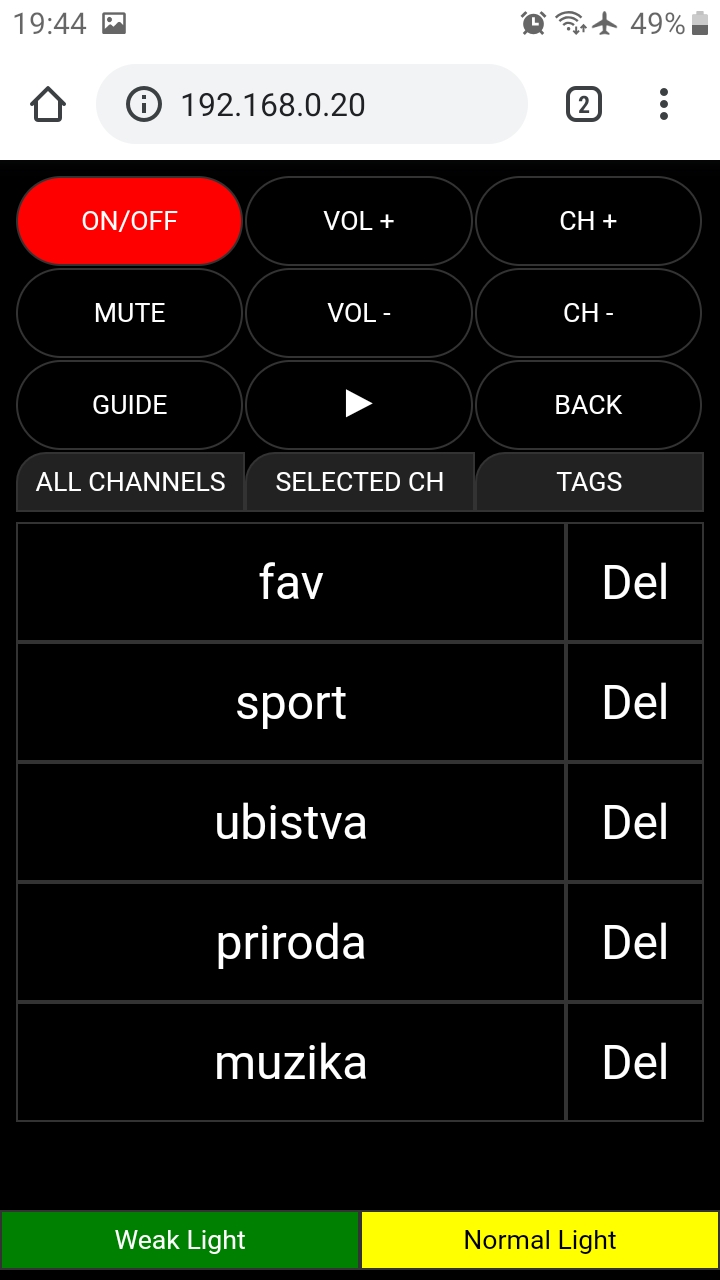 19:44 49%
192.168.0.20 2
ON/OFF VOL + CH +
MUTE VOL - CH -
GUIDE BACK
ALL CHANNELS SELECTED CH TAGS
fav Del
sport Del
ubistva Del
priroda Del
muzika Del
Weak Light Normal Light